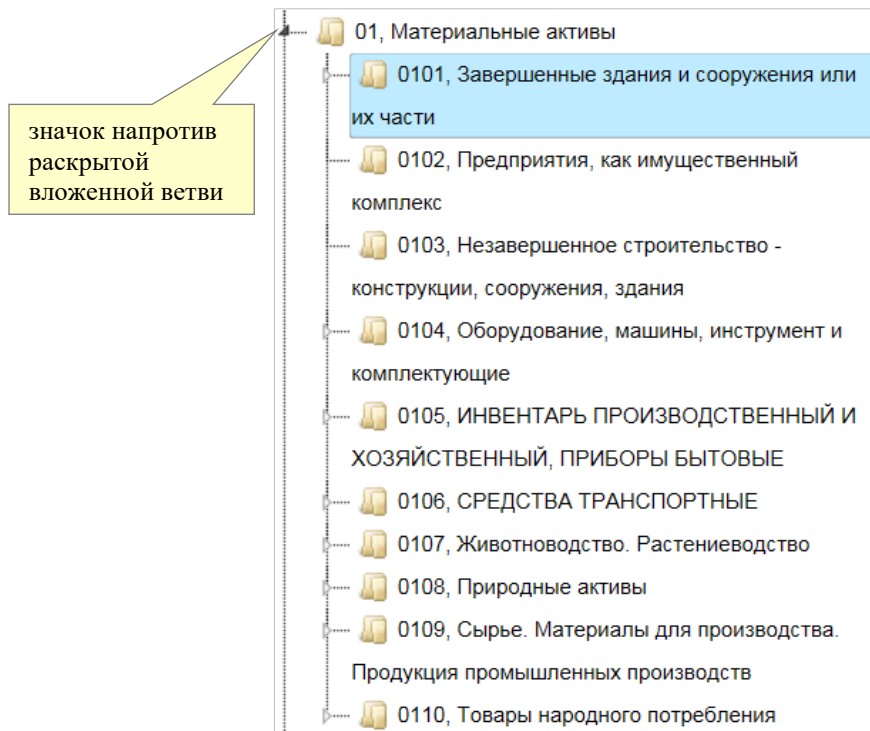 01, Материальные активы
0101, Завершенные здания и сооружения или
их части
значок напротив
раскрытой
вложенной ветви
0102, Предприятия, как имущественный
комплекс
0103, Незавершенное строительство -
конструкции, сооружения, здания
0104, Оборудование, машины, инструмент и
комплектующие
0105, ИНВЕНТАРЬ ПРОИЗВОДСТВЕННЫЙ И
ХОЗЯЙСТВЕННЫЙ, ПРИБОРЫ БЫТОВЫЕ
0106, СРЕДСТВА ТРАНСПОРТНЫЕ
0107, Животноводство. Растениеводство
0108, Природные активы
0109, Сырье. Материалы для производства.
Продукция промышленных производств
0110, Товары народного потребления